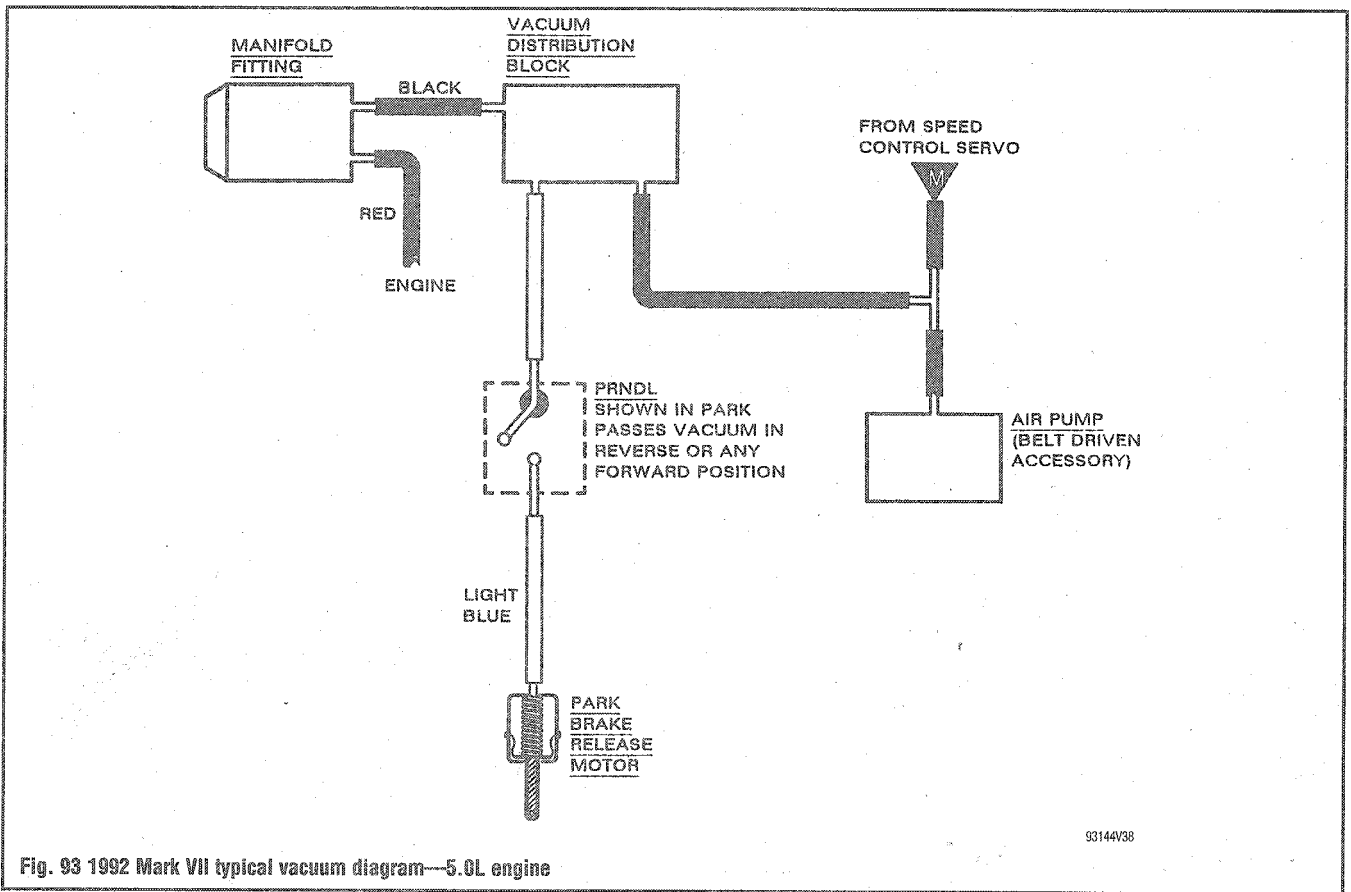 VACUUM
DISTRIBUTION
BLOCK
MANIFOLD
FITTING
BLACK
FROM SPEED
CONTROL SERVO
M
RED
ENGINE
PRNDL
SHOWN IN PARK
PASSES VACUUM IN
REVERSE OR ANY
FORWARD POSITION
AIR PUMP
(BELT DRIVEN
ACCESSORY)
LIGHT
BLUE
PARK
BRAKE
RELEASE
MOTOR
93144V38
Fig. 93 1992 Mark VII typical vacuum diagram—5.0L engine